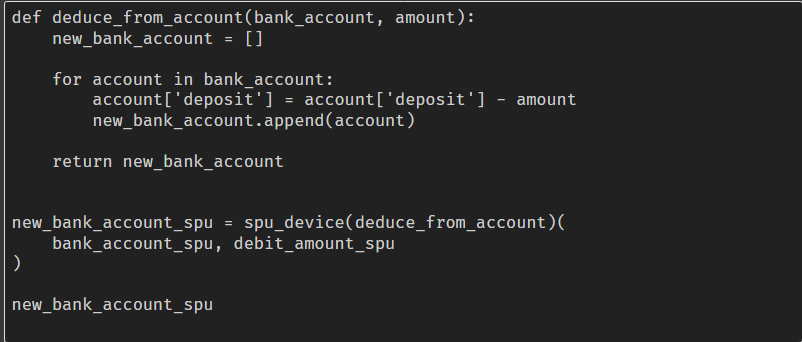 def deduce_from_account(bank_account, amount):
    new_bank_account = []

    for account in bank_account:
        account['deposit'] = account['deposit'] - amount
        new_bank_account.append(account)

    return new_bank_account


new_bank_account_spu = spu_device(deduce_from_account)(
    bank_account_spu, debit_amount_spu
)

new_bank_account_spu